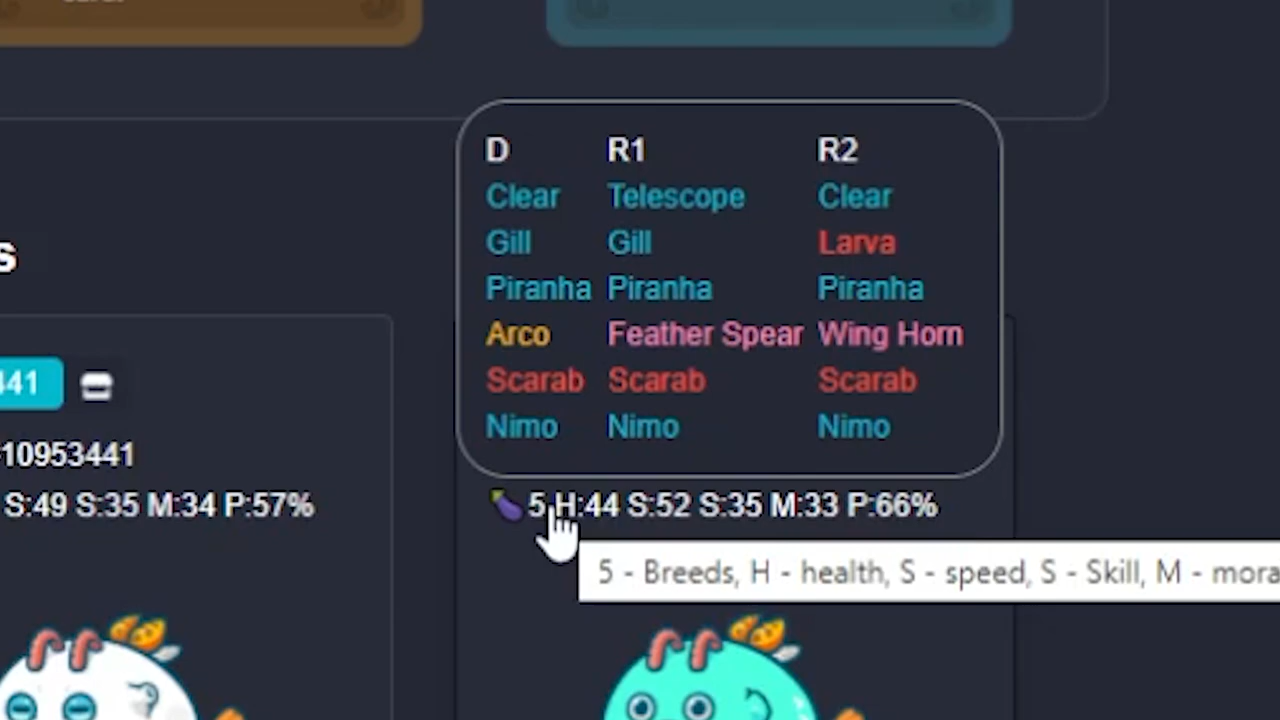 D R1 R2
Clear Telescope Clear
Gill Gill Larva
Piranha Piranha Piranha
Arco Feather Spear Wing Horn
Scarab Scarab Scarab
Nimo Nimo Nimo
s
441
10953441
S:49 S:35 M:34 P:57%
5 H:44 S:52 S:35 M:33 P:66%
5 - Breeds, H - health, S - speed, S - Skill, M - mora